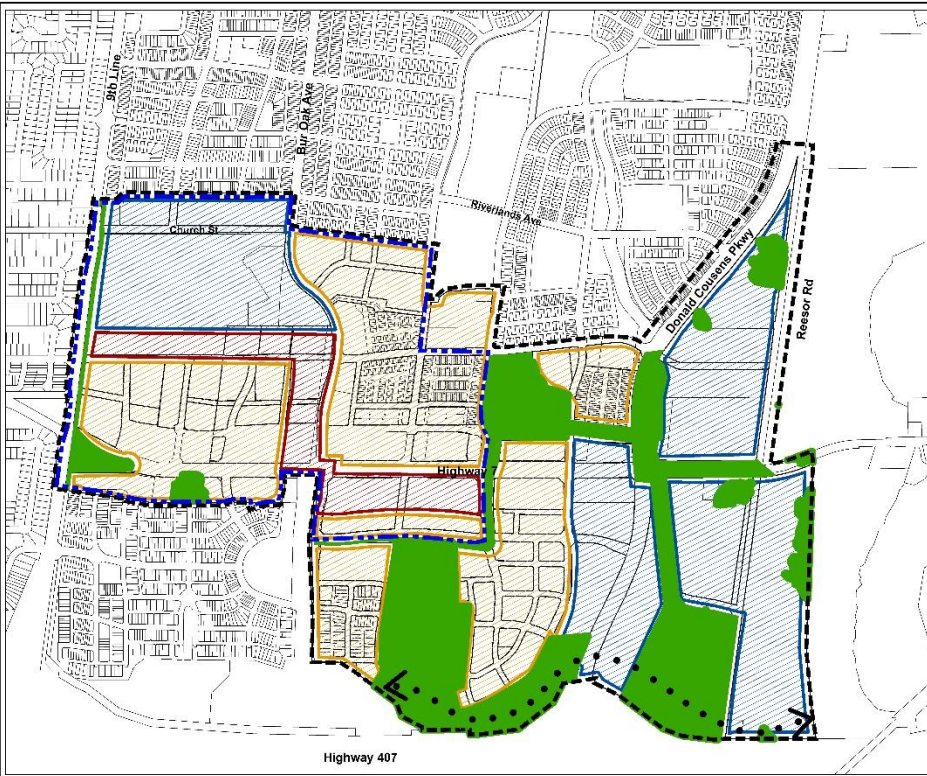 9th Line
Bur Oak Ave
Church St
Riverlands Ave
Donald Cousens Pkwy
Reesor Rd
Highway 7
Highway 407